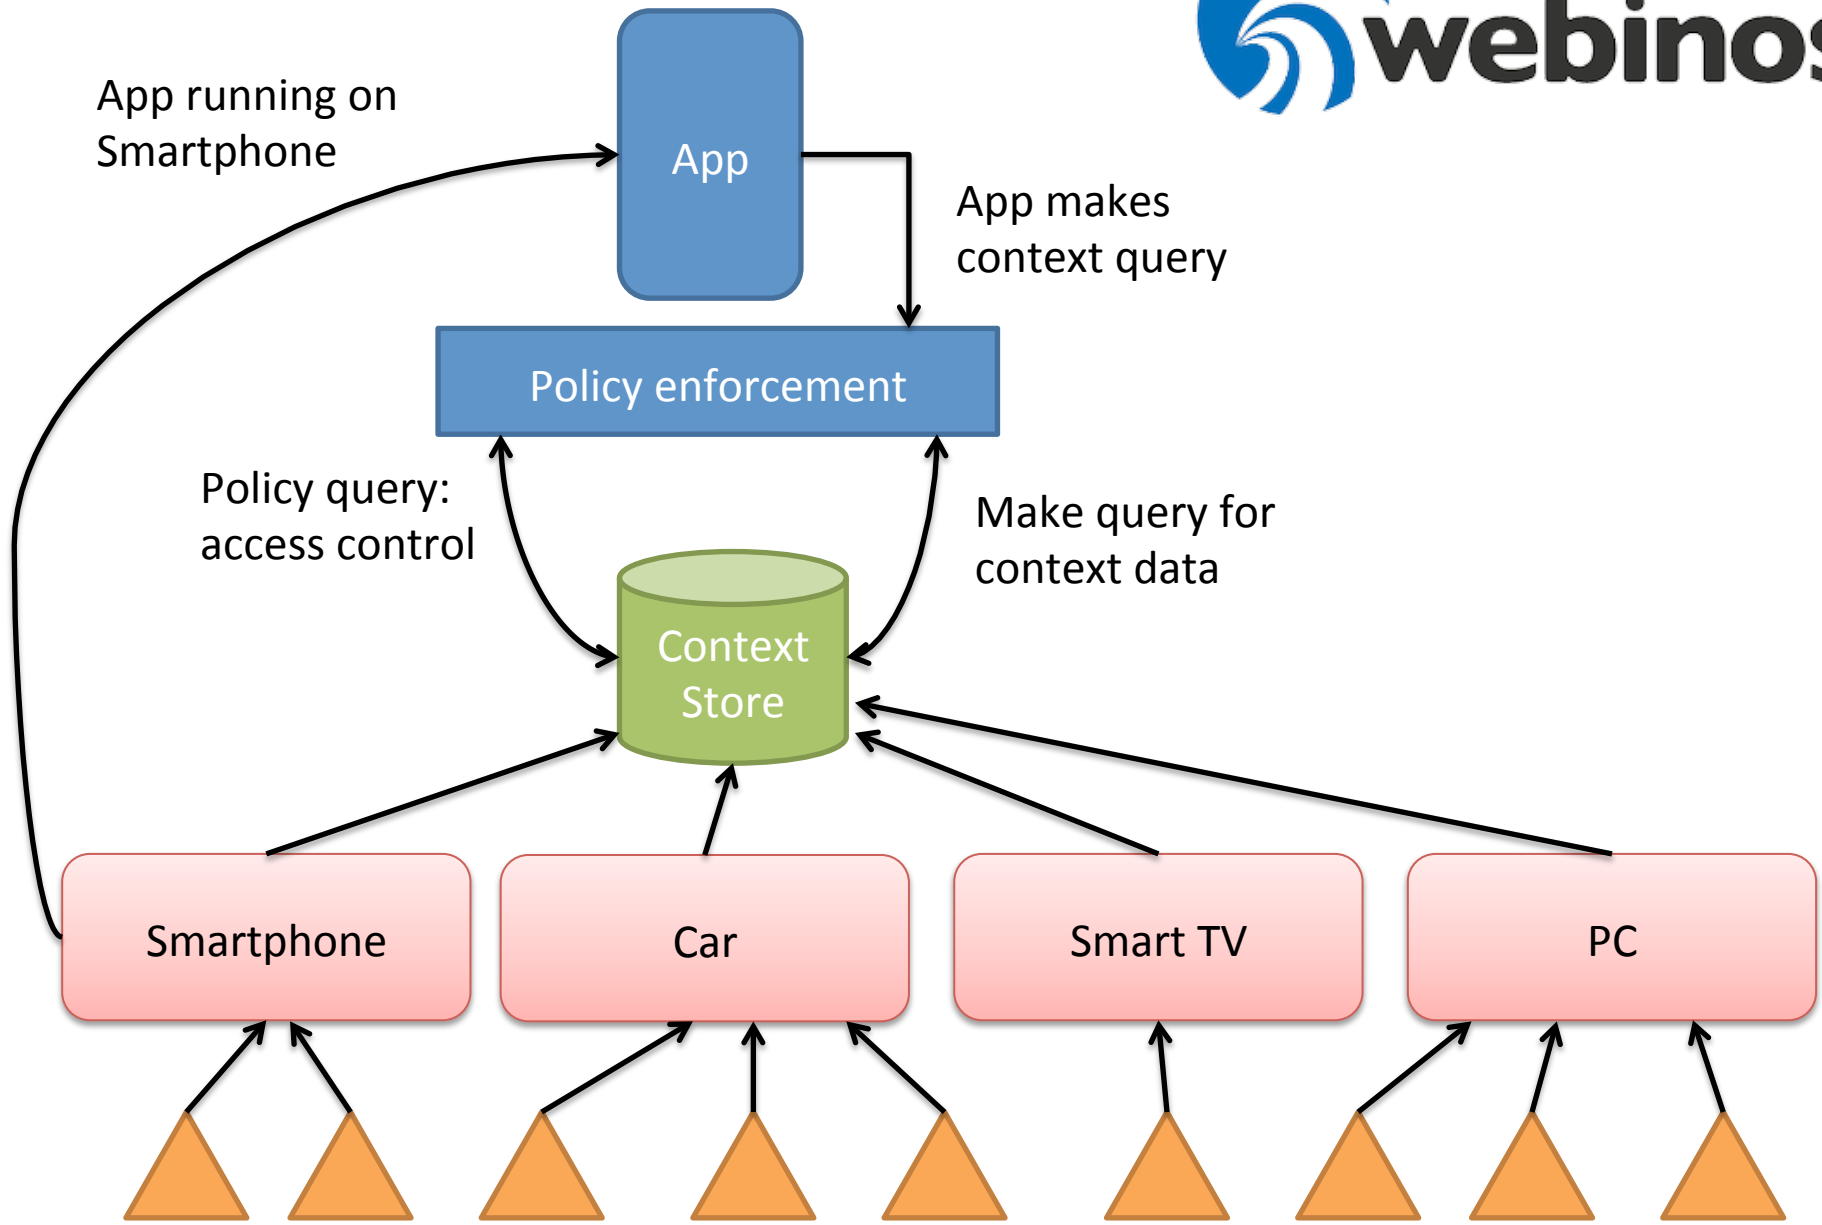 webinos
App running on
Smartphone
App
App makes
context query
Policy enforcement
Policy query:
access control
Make query for
context data
Context
Store
Smartphone
Car
Smart TV
PC